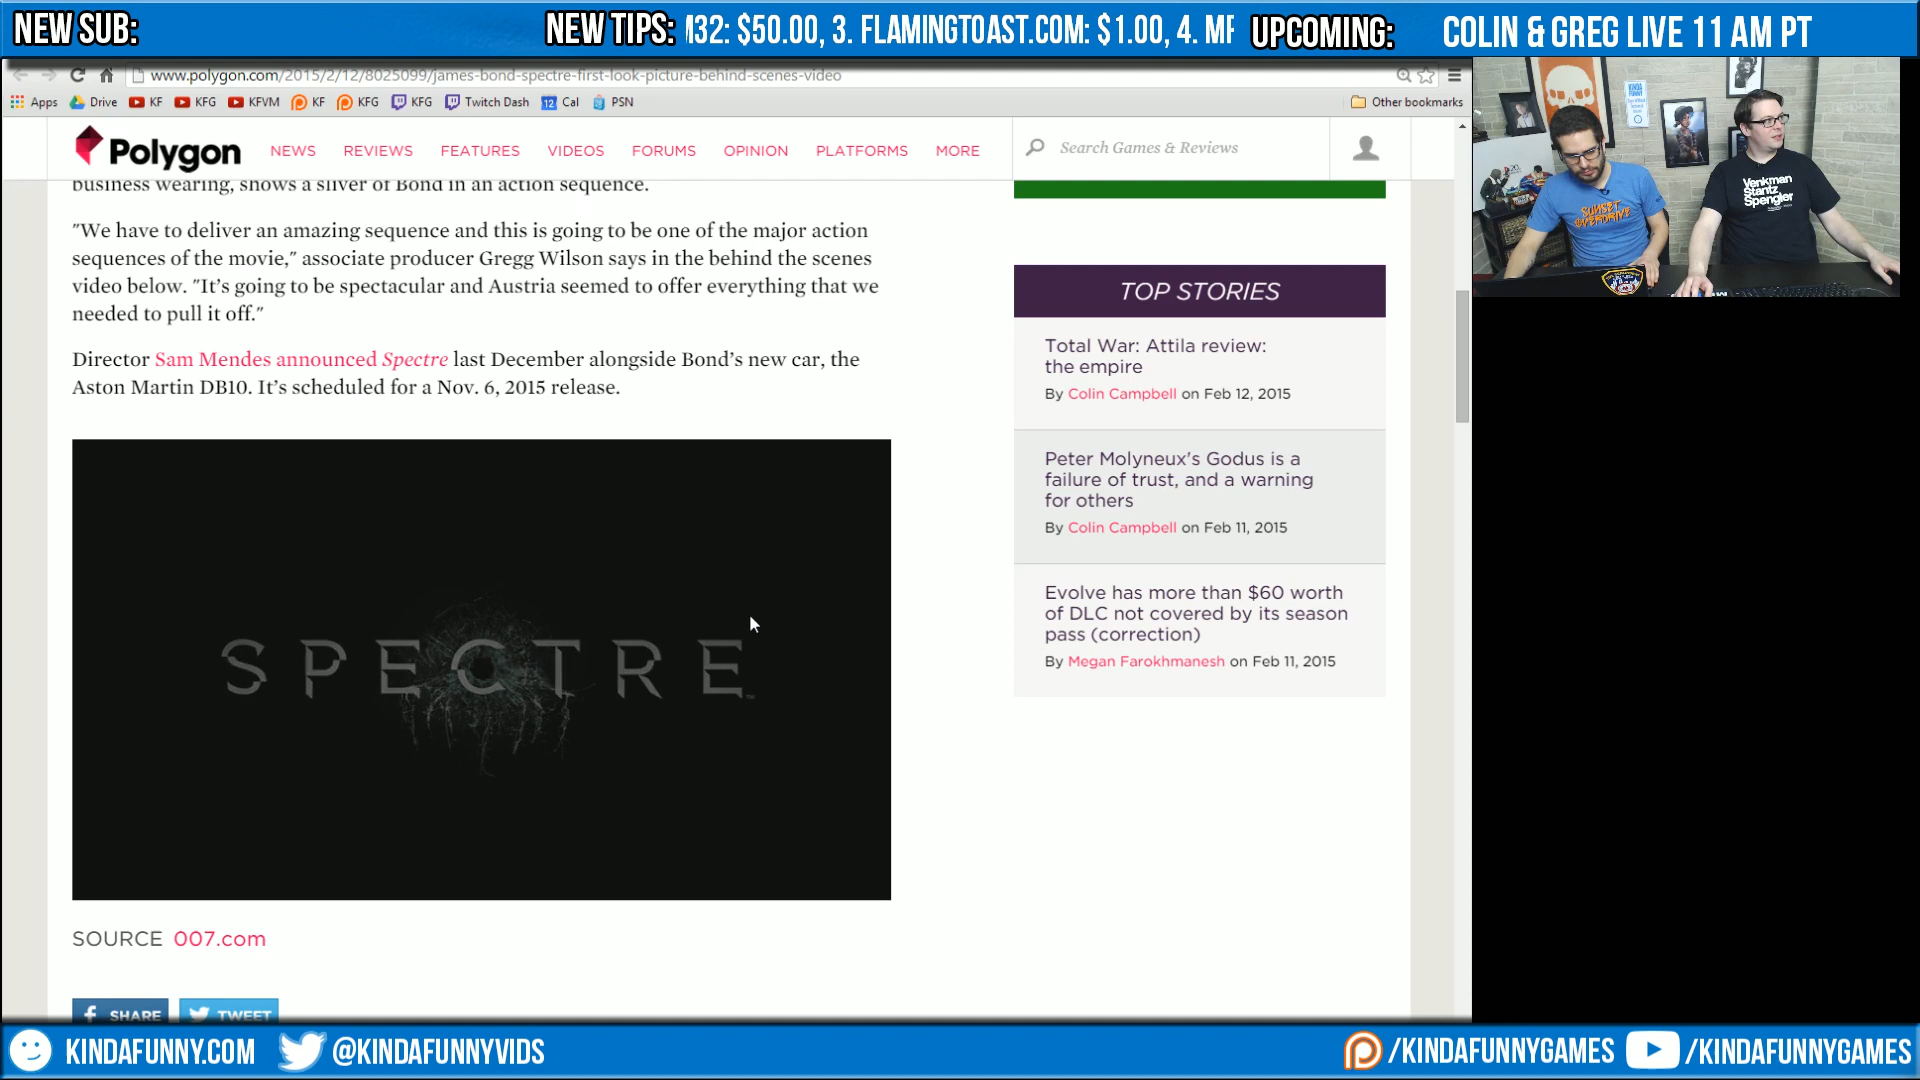 NEW SUB:
NEW TIPS: 32: $50.00, 3. FLAMINGTOAST.COM: $1.00, 4.
UPCOMING: COLIN & GREG LIVE 11 AM PT
www.polygon.com/2015/2/12/8025099/james-bond-spectre-first-look-picture-behind-scenes-video
Apps Drive KF KFG KFVM KF KFG KFG Twitch Dash 12 Cal PSN Other bookmarks
Polygon NEWS REVIEWS FEATURES VIDEOS FORUMS OPINION PLATFORMS MORE Search Games & Reviews
business wearing, shows a sliver of Bond in an action sequence.
"We have to deliver an amazing sequence and this is going to be one of the major action
sequences of the movie," associate producer Gregg Wilson says in the behind the scenes
video below. "It's going to be spectacular and Austria seemed to offer everything that we
needed to pull it off."
Director Sam Mendes announced Spectre last December alongside Bond's new car, the
Aston Martin DB10. It's scheduled for a Nov. 6, 2015 release.
SPECTRE
SOURCE 007.com
SHARE TWEET
TOP STORIES
Total War: Attila review:
the empire
By Colin Campbell on Feb 12, 2015
Peter Molyneux's Godus is a
failure of trust, and a warning
for others
By Colin Campbell on Feb 11, 2015
Evolve has more than $60 worth
of DLC not covered by its season
pass (correction)
By Megan Farokhmanesh on Feb 11, 2015
SUNSET
OVERDRIVE
Venkman
Stantz
Spengler
KINDAFUNNY.COM
@KINDAFUNNYVIDS
/KINDAFUNNYGAMES
/KINDAFUNNYGAMES